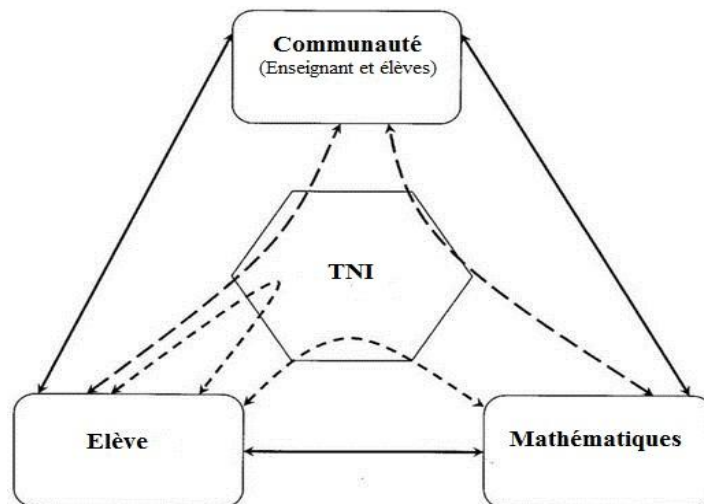 Communauté
(Enseignant et élèves)
TNI
Elève
Mathématiques